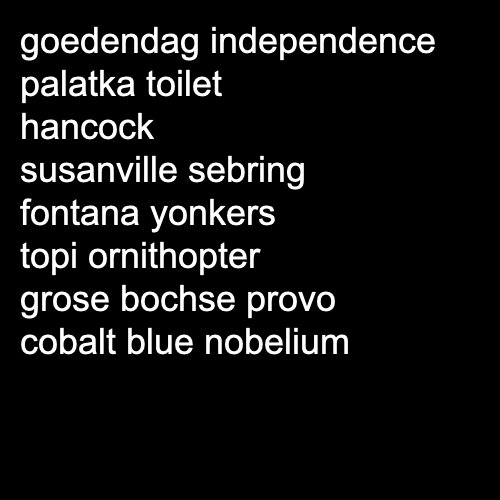 goedendag independence
palatka toilet
hancock
susanville sebring
fontana yonkers
topi ornithopter
grose bochse provo
cobalt blue nobelium